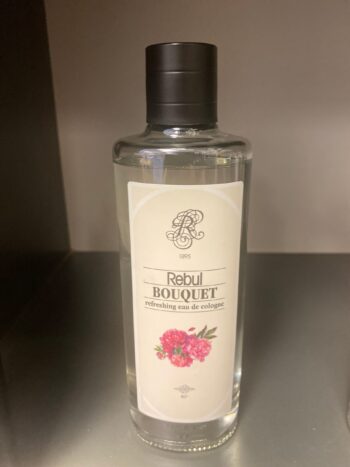 R
1895
Rebul
BOUQUET
refreshing eau de cologne